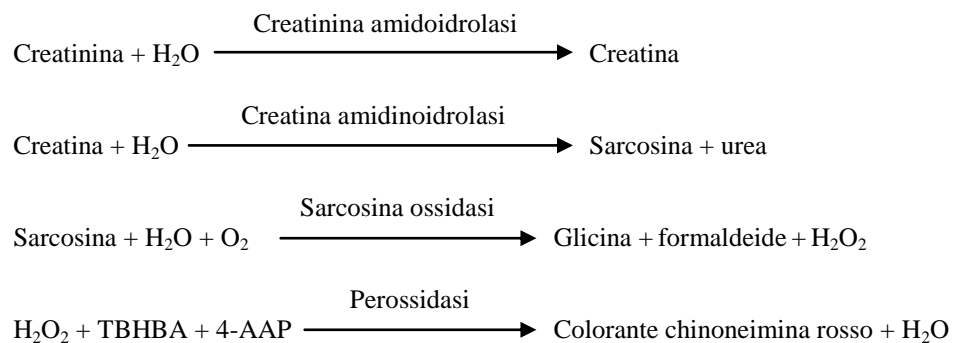 Creatinina amidoidrolasi
Creatinina + H₂O Creatina
Creatina amidinoidrolasi
Creatina + H₂O Sarcosina + urea
Sarcosina ossidasi
Sarcosina + H₂O + O₂ Glicina + formaldeide + H₂O₂
Perossidasi
H₂O₂ + TBHBA + 4-AAP Colorante chinoneimina rosso + H₂O